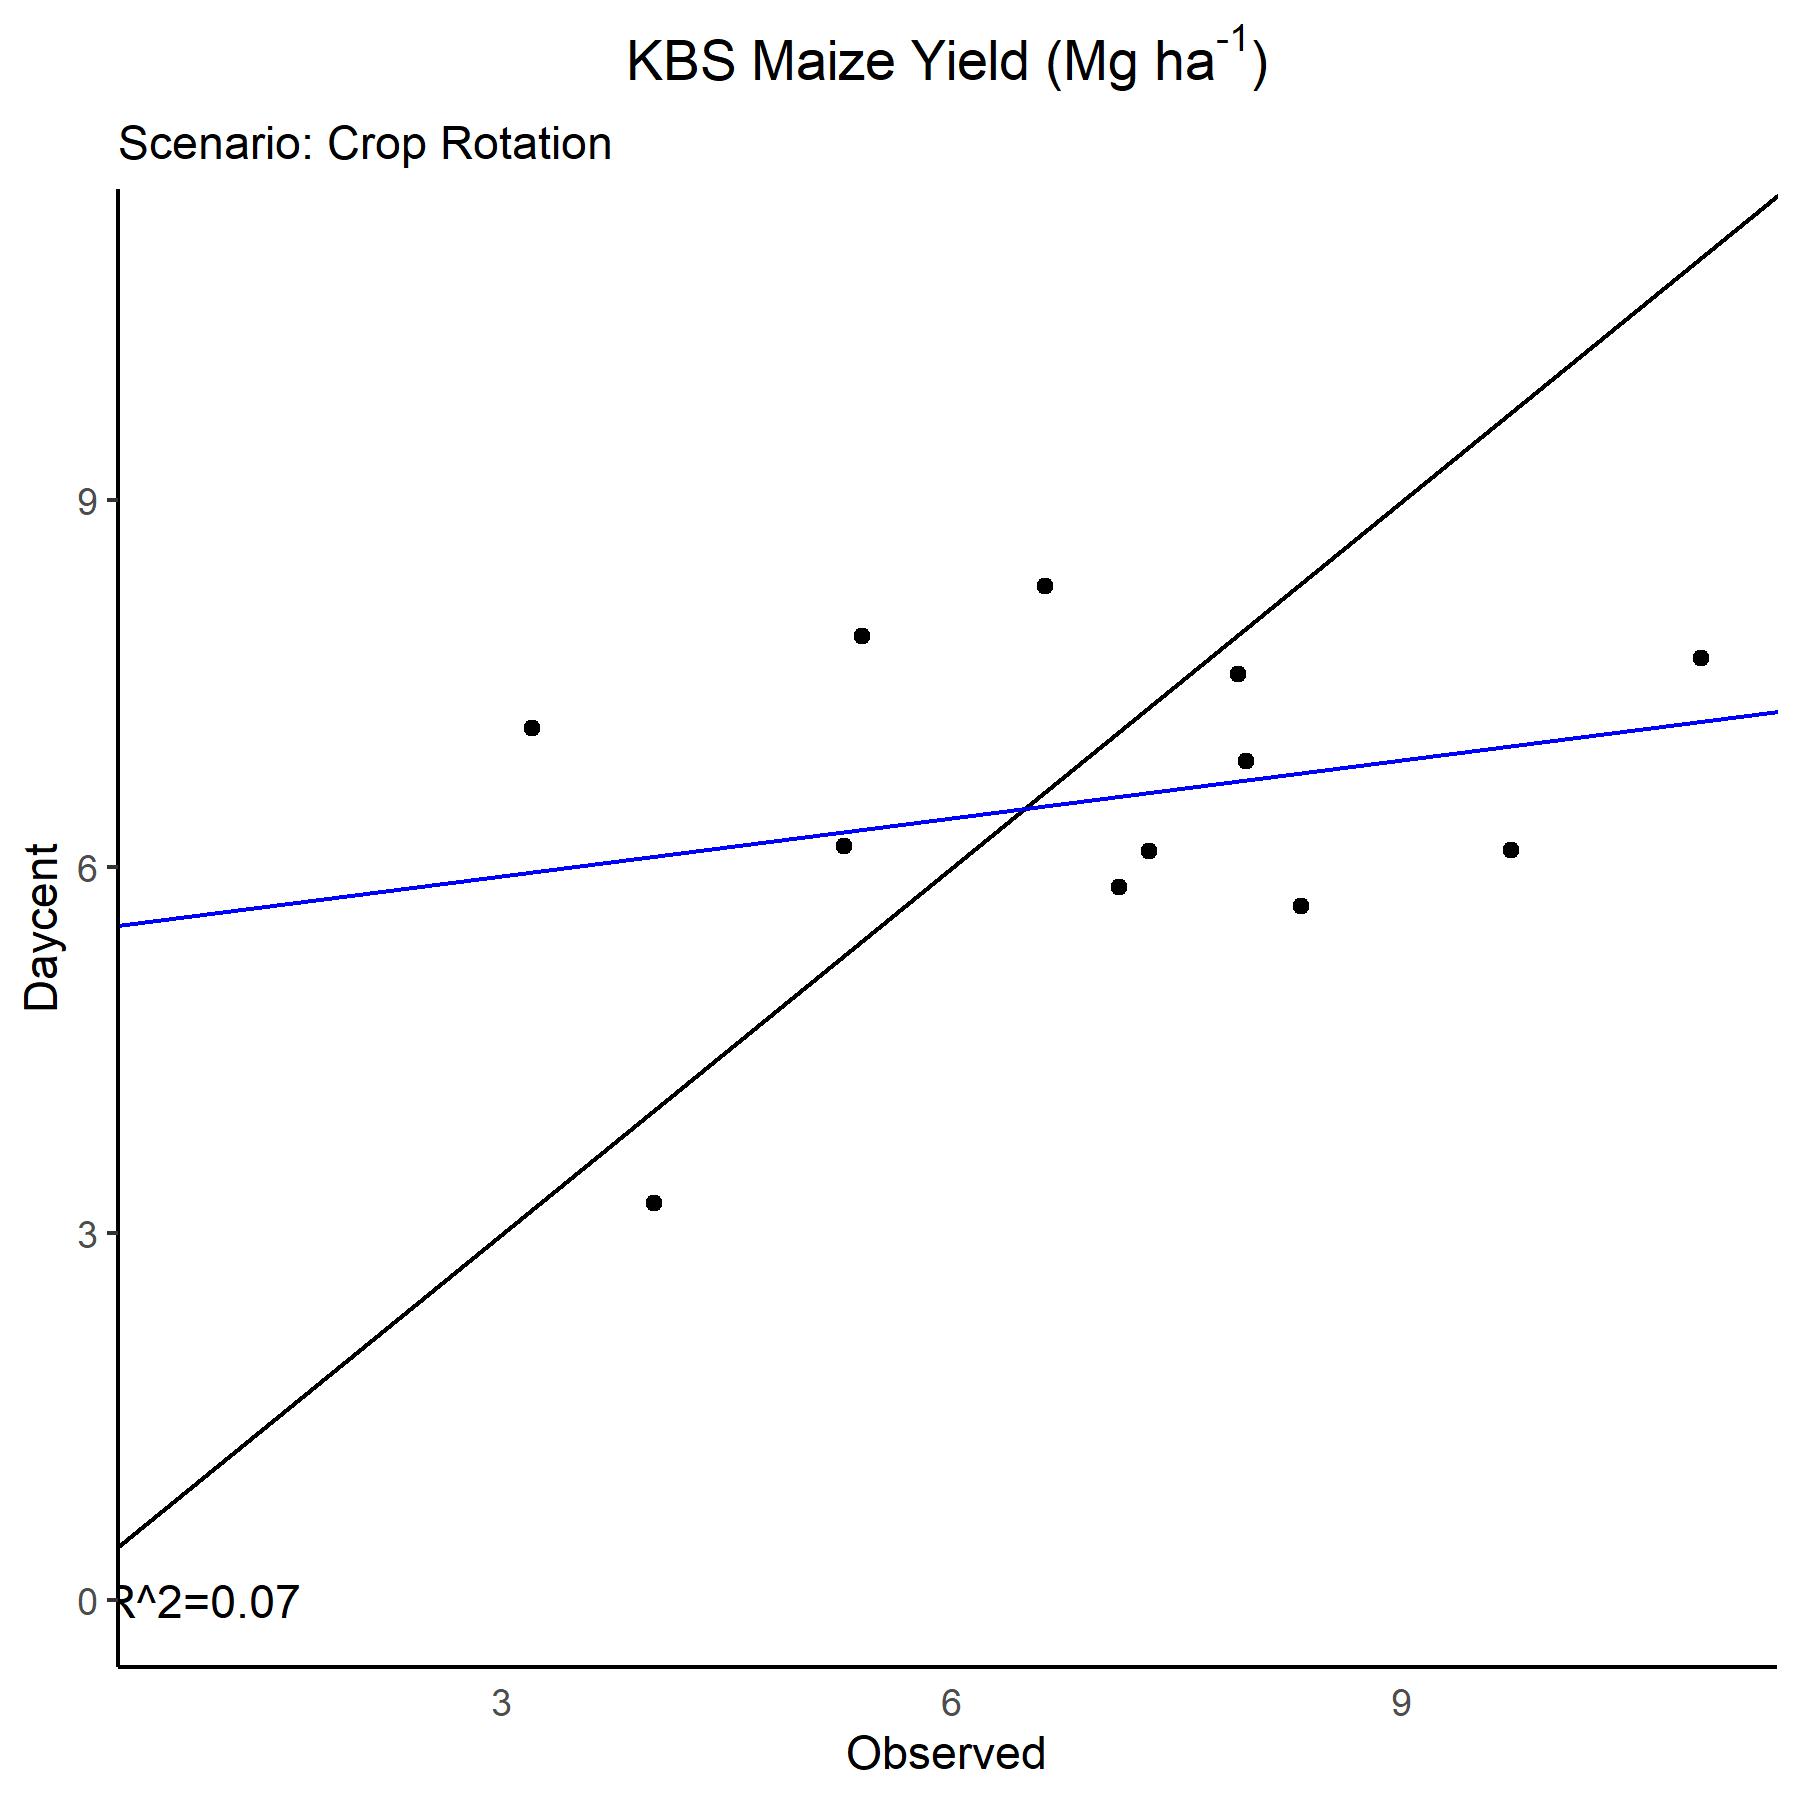 KBS Maize Yield (Mg ha⁻¹)
Scenario: Crop Rotation
9
6
3
0
Daycent
R^2=0.07
3 6 9
Observed